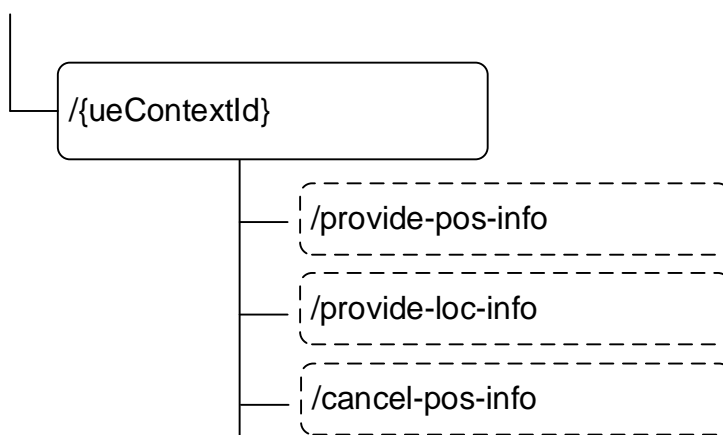 /{ueContextId}
/provide-pos-info
/provide-loc-info
/cancel-pos-info